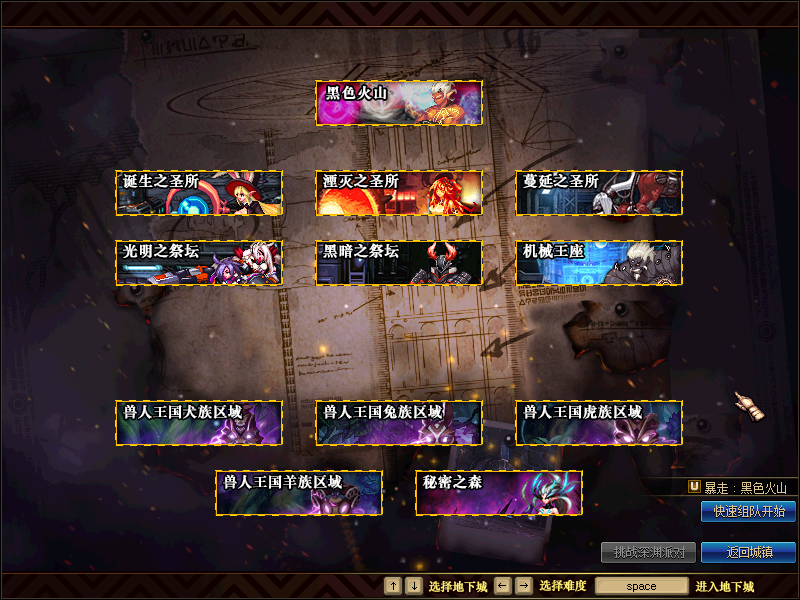 黑色火山
诞生之圣所
湮灭之圣所
蔓延之圣所
光明之祭坛
黑暗之祭坛
机械王座
兽人王国犬族区域
兽人王国兔族区域
兽人王国虎族区域
兽人王国羊族区域
秘密之森
U 暴走：黑色火山
快速组队开始
挑战深渊派对
返回城镇
↑ ↓ 选择地下城 ← → 选择难度 space 进入地下城